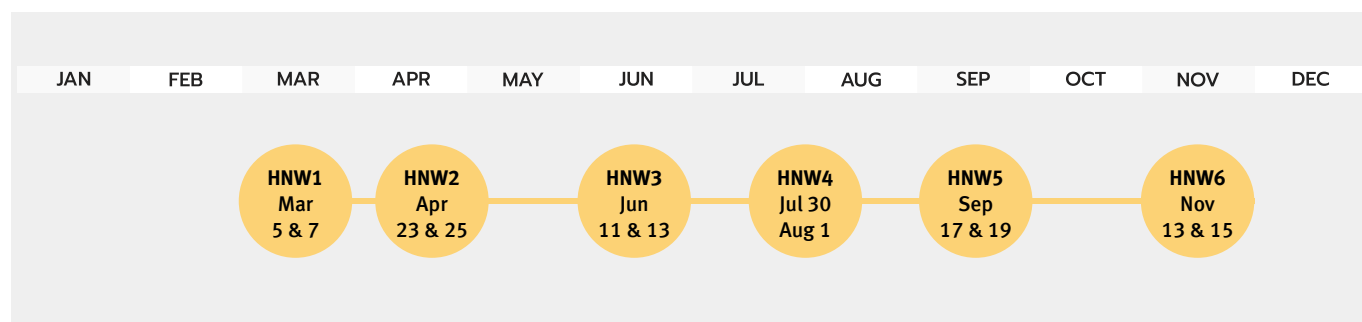 JAN FEB MAR APR MAY JUN JUL AUG SEP OCT NOV DEC
HNW1
Mar
5 & 7
HNW2
Apr
23 & 25
HNW3
Jun
11 & 13
HNW4
Jul 30
Aug 1
HNW5
Sep
17 & 19
HNW6
Nov
13 & 15